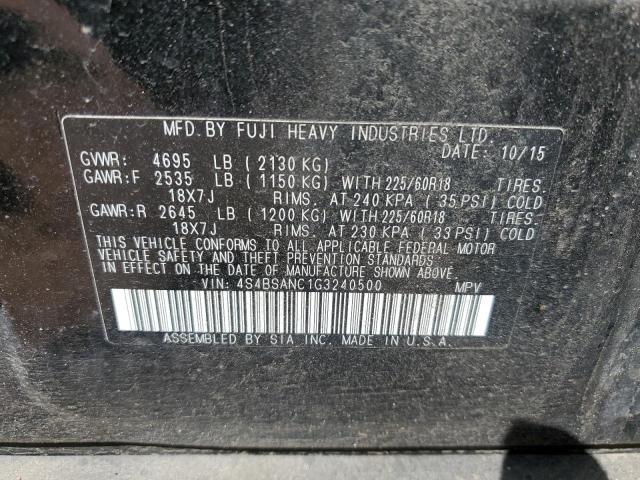 MFD. BY FUJI HEAVY INDUSTRIES LTD.
DATE: 10/15
GVWR: 4695 LB (2130 KG)
GAWR:F 2535 LB (1150 KG) WITH 225/60R18 TIRES.
18X7J RIMS. AT 240 KPA (35 PSI) COLD
GAWR:R 2645 LB (1200 KG) WITH 225/60R18 TIRES.
18X7J RIMS. AT 230 KPA (33 PSI) COLD
THIS VEHICLE CONFORMS TO ALL APPLICABLE FEDERAL MOTOR
VEHICLE SAFETY AND THEFT PREVENTION STANDARDS
IN EFFECT ON THE DATE OF MANUFACTURE SHOWN ABOVE.
VIN: 4S4BSANC1G3240500 MPV
ASSEMBLED BY SIA INC. MADE IN U.S.A.